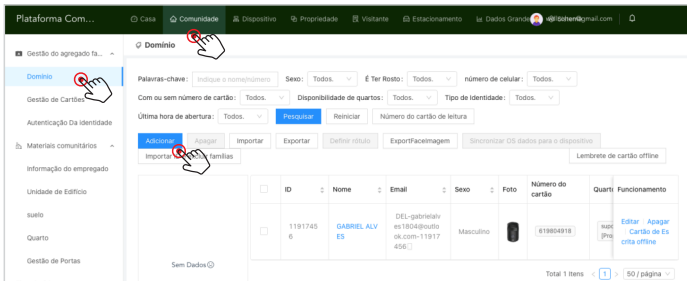 Plataforma Com...
Casa
Comunidade
Dispositivo
Propriedade
Visitante
Estacionamento
Dados Grande
@gmail.com
Gestão do agregado fa...
Domínio
Gestão de Cartões
Autenticação Da Identidade
Materiais comunitários
Informação do empregado
Unidade de Edifício
suelo
Quarto
Gestão de Portas
Domínio
Palavras-chave: Indique o nome/número Sexo: Todos. É Ter Rosto: Todos. número de celular: Todos.
Com ou sem número de cartão: Todos. Disponibilidade de quartos: Todos. Tipo de Identidade: Todos.
Última hora de abertura: Todos. Pesquisar Reiniciar Número do cartão de leitura
Adicionar Apagar Importar Exportar Definir rótulo ExportFaceImagem Sincronizar OS dados para o dispositivo
Importar famílias Lembrete de cartão offline
ID Nome Email Sexo Foto Número do cartão Quarto Funcionamento
1191745
6
GABRIEL ALV
ES
DEL-gabrielalv
es1804@outlo
ok.com-11917
456
Masculino
619804918
[Pro
Editar Apagar
Cartão de Es
crita offline
Sem Dados
Total 1 Itens < 1 > 50 / página